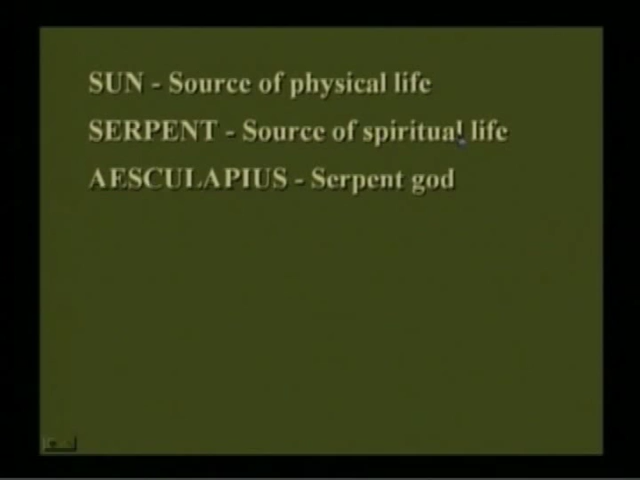 SUN - Source of physical life
SERPENT - Source of spiritual life
AESCULAPIUS - Serpent god